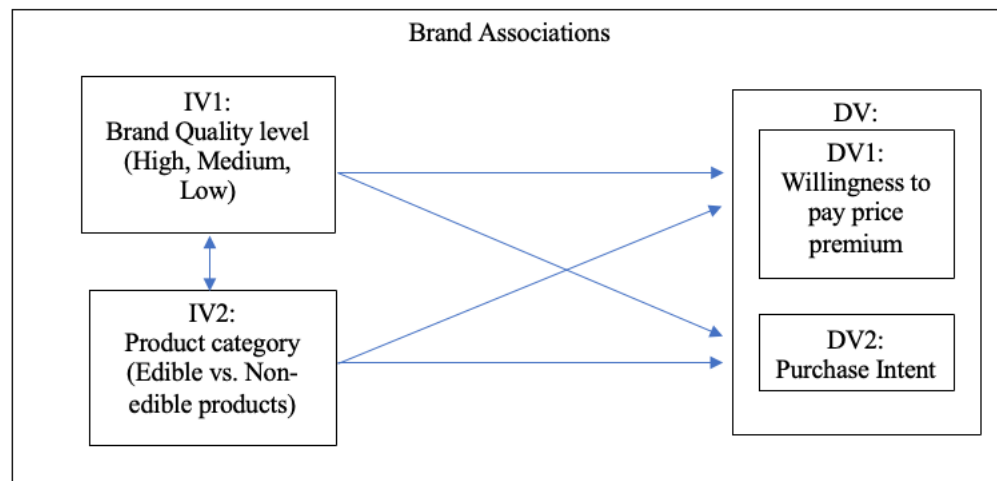 Brand Associations
IV1:
Brand Quality level
(High, Medium,
Low)
IV2:
Product category
(Edible vs. Non-
edible products)
DV:
DV1:
Willingness to
pay price
premium
DV2:
Purchase Intent